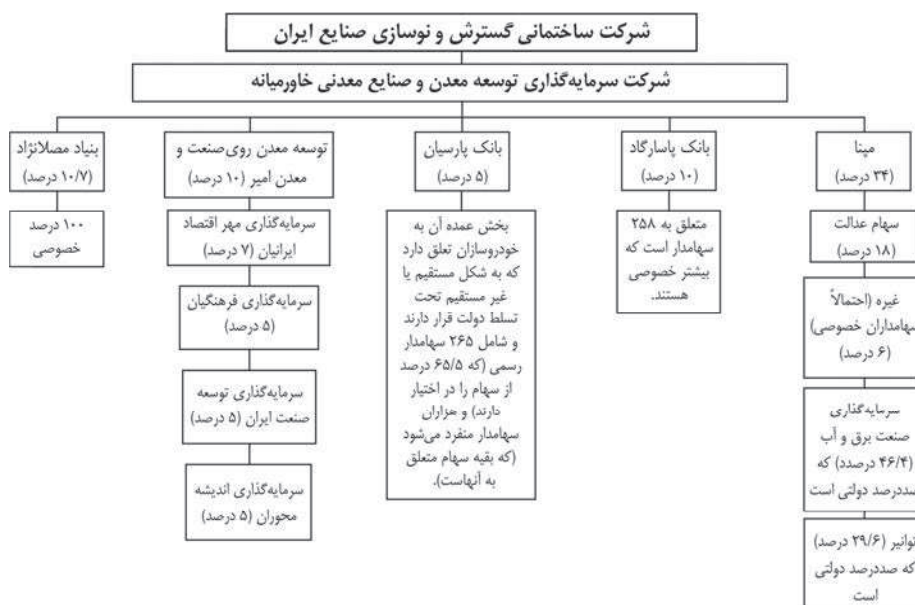 شرکت ساختمانی گسترش و نوسازی صنایع ایران
شرکت سرمایه‌گذاری توسعه معدن و صنایع معدنی خاورمیانه
مپنا
(۳۴ درصد)
سهام عدالت
(۱۸ درصد)
غیره (احتمالاً
سهامداران خصوصی)
(۶ درصد)
سرمایه‌گذاری
صنعت برق و آب
(۴۶/۴ درصدد) که
صددرصد دولتی است
توانیر (۲۹/۶ درصد)
که صددرصد دولتی
است
بانک پاسارگاد
(۱۰ درصد)
متعلق به ۲۵۸
سهامدار است که
بیشتر خصوصی
هستند.
بانک پارسیان
(۵ درصد)
بخش عمده آن به
خودروسازان تعلق دارد
که به شکل مستقیم یا
غیر مستقیم تحت
تسلط دولت قرار دارند
و شامل ۲۶۵ سهامدار
رسمی (که ۶۵/۵ درصد
از سهام را در اختیار
دارند) و هزاران
سهامدار منفرد می‌شود
(که بقیه سهام متعلق
به آنهاست).
توسعه معدن روی‌صنعت و
معدن امیر (۱۰ درصد)
سرمایه‌گذاری مهر اقتصاد
ایرانیان (۷ درصد)
سرمایه‌گذاری فرهنگیان
(۵ درصد)
سرمایه‌گذاری توسعه
صنعت ایران (۵ درصد)
سرمایه‌گذاری اندیشه
محوران (۵ درصد)
بنیاد مصلانژاد
(۱۰/۷ درصد)
۱۰۰ درصد
خصوصی